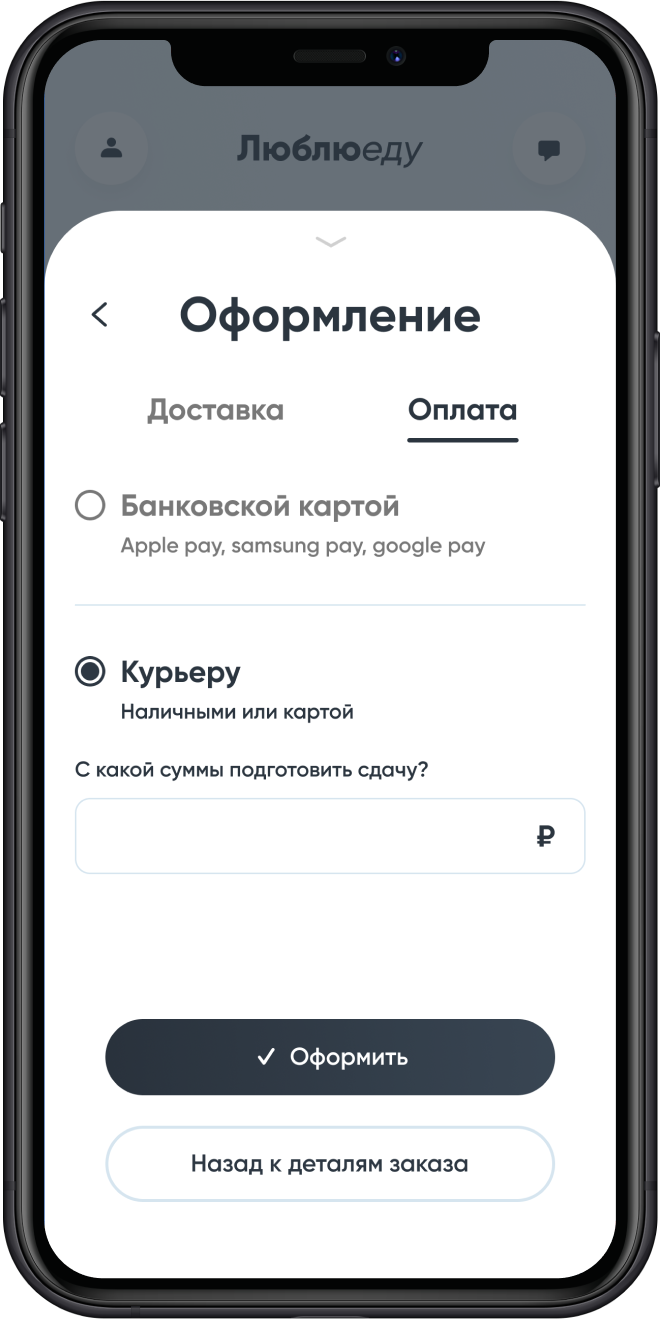 Люблюеду
Оформление
Доставка
Оплата
Банковской картой
Apple pay, samsung pay, google pay
Курьеру
Наличными или картой
С какой суммы подготовить сдачу?
₽
Оформить
Назад к деталям заказа